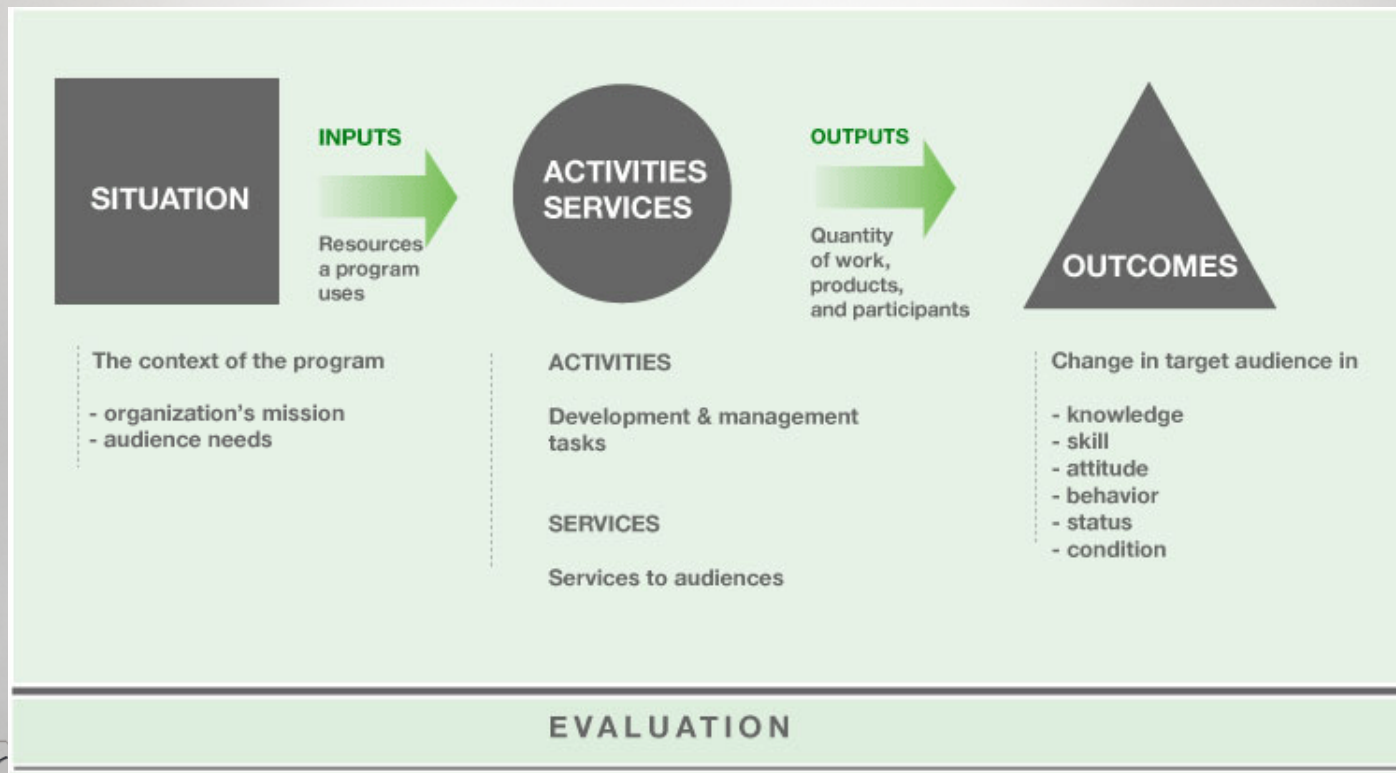 SITUATION
INPUTS
Resources
a program
uses
ACTIVITIES
SERVICES
OUTPUTS
Quantity
of work,
products,
and participants
OUTCOMES
The context of the program
- organization's mission
- audience needs
ACTIVITIES
Development & management
tasks
SERVICES
Services to audiences
Change in target audience in
- knowledge
- skill
- attitude
- behavior
- status
- condition
EVALUATION